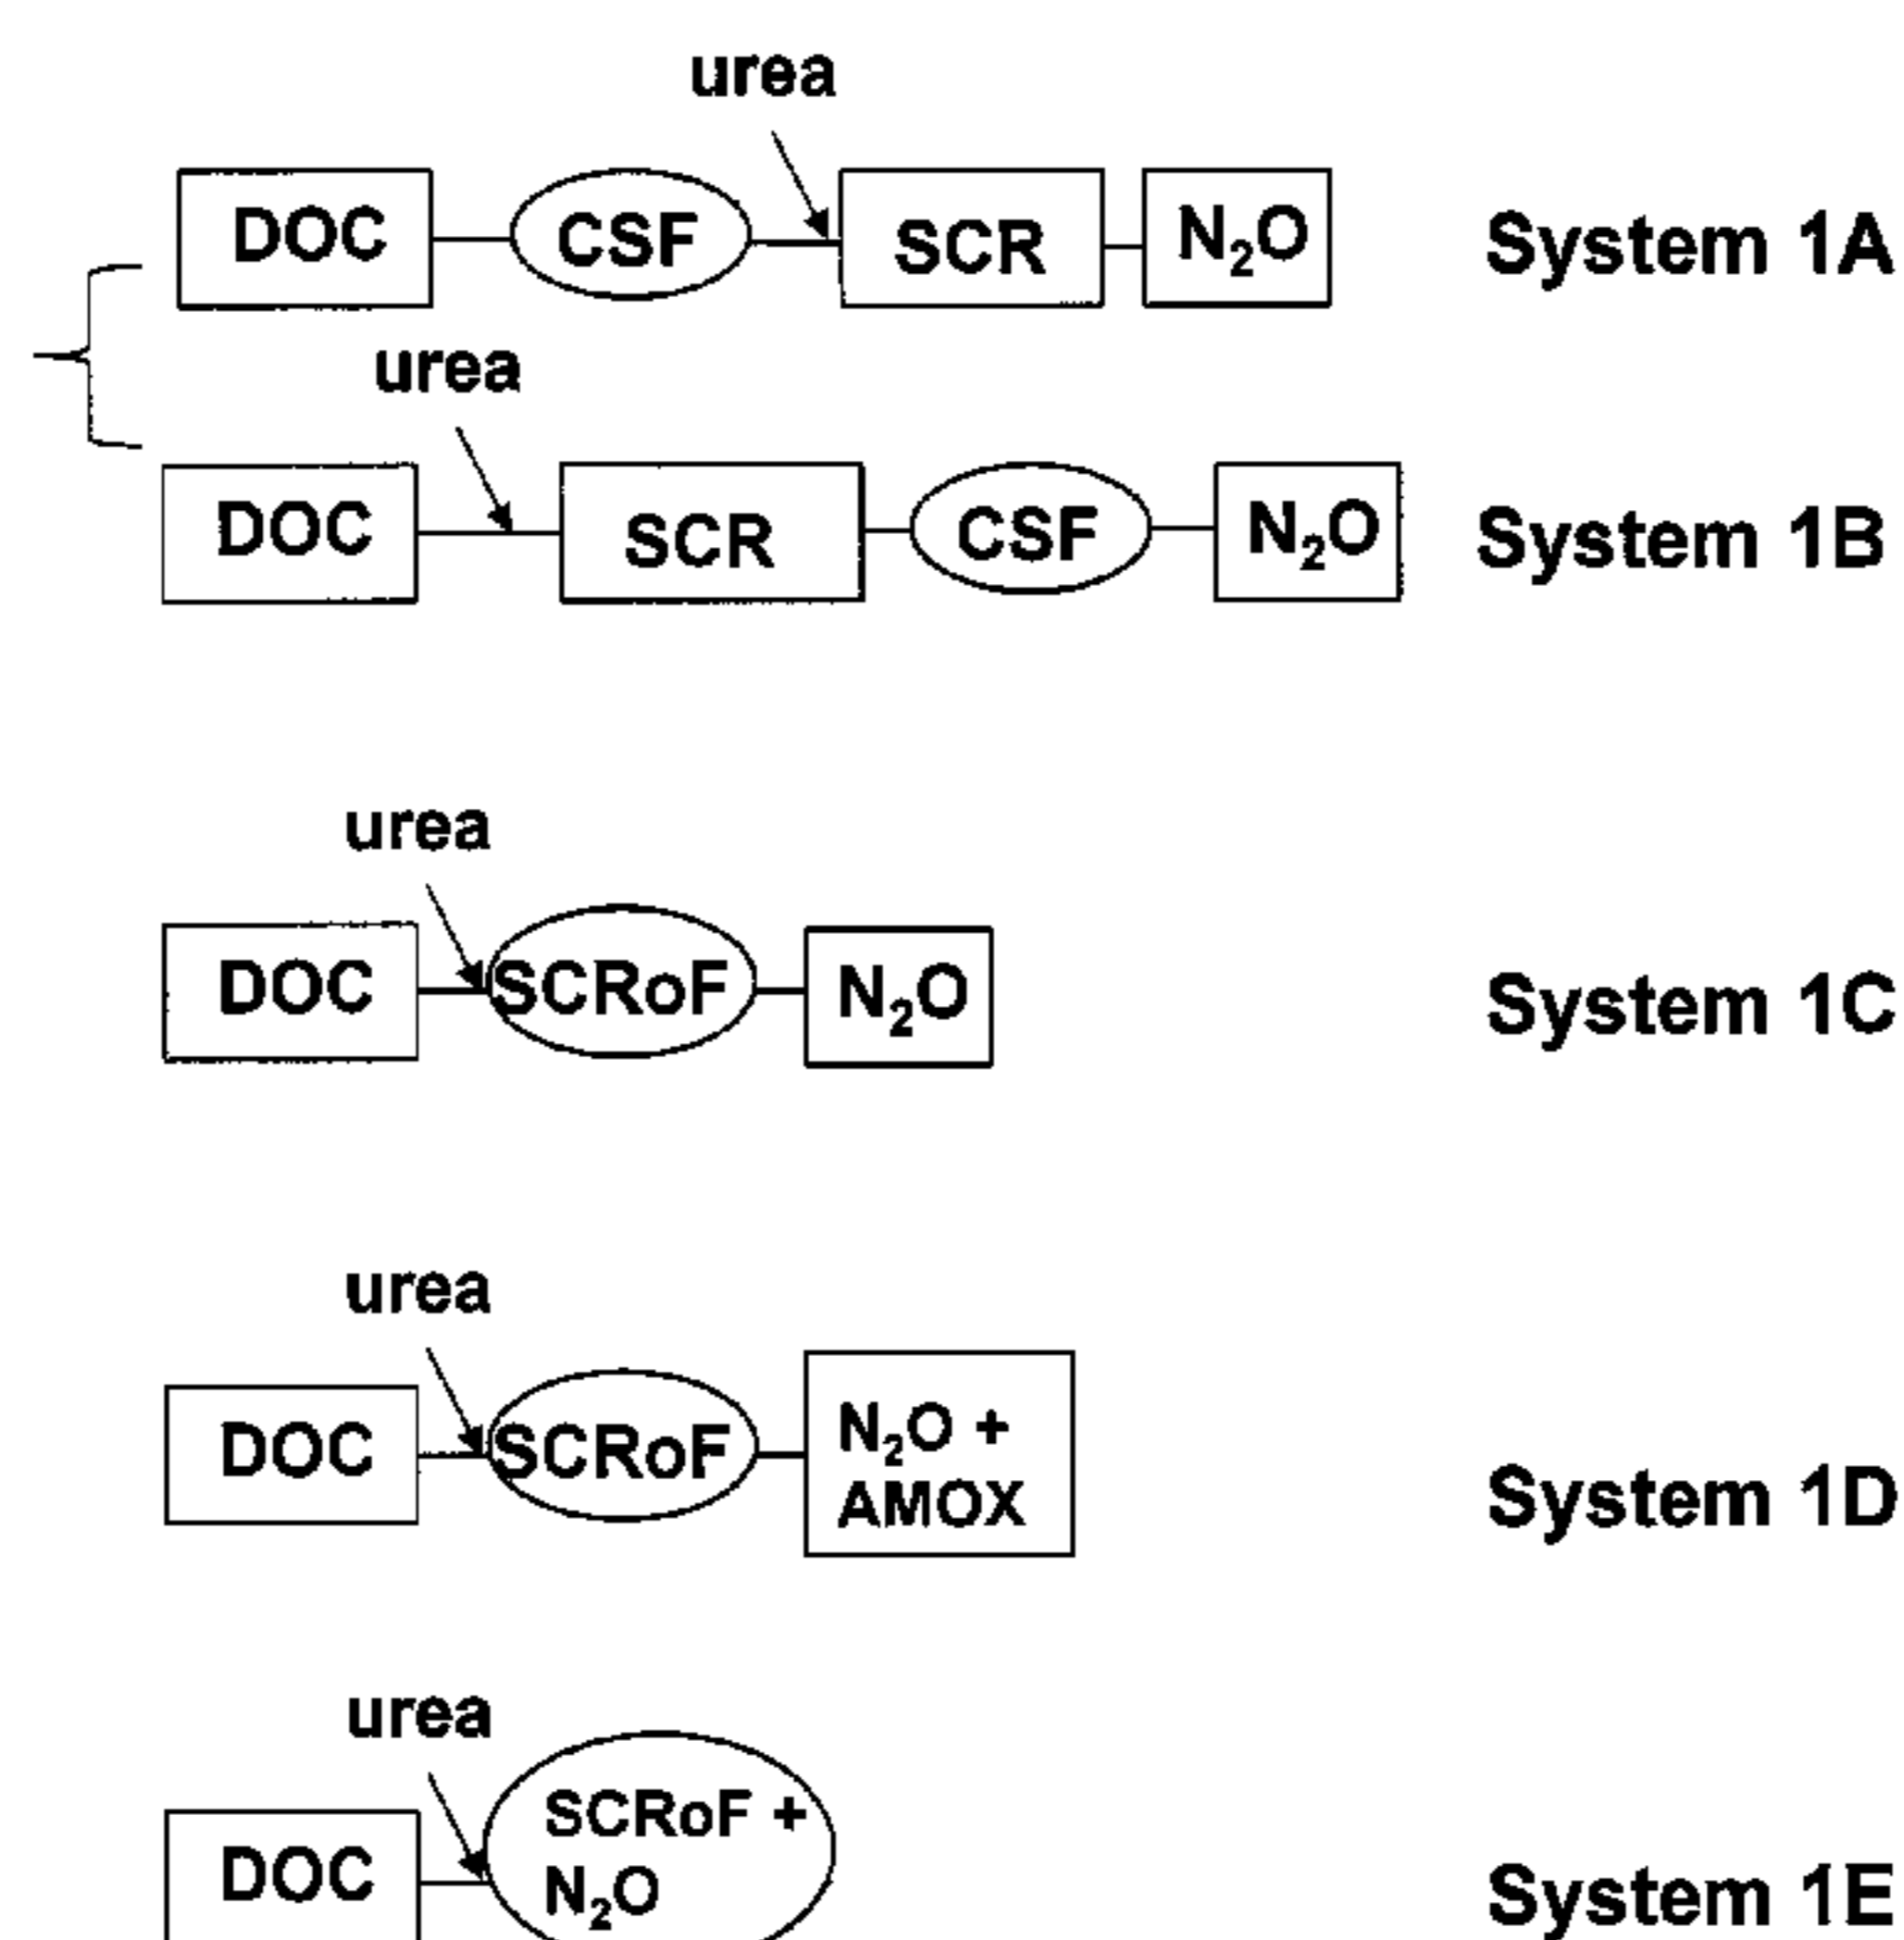 urea
DOC CSF SCR N₂O System 1A
urea
DOC SCR CSF N₂O System 1B
urea
DOC SCRoF N₂O System 1C
urea
DOC SCRoF N₂O +
AMOX
System 1D
urea
DOC SCRoF +
N₂O
System 1E